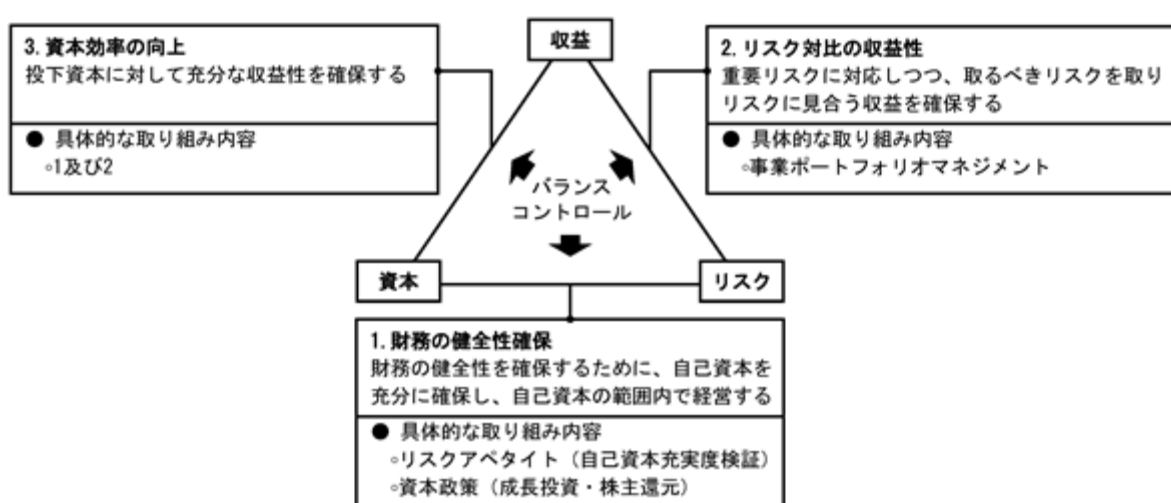 収益
3. 資本効率の向上
投下資本に対して充分な収益性を確保する
● 具体的な取り組み内容
◦1及び2
2. リスク対比の収益性
重要リスクに対応しつつ、取るべきリスクを取り
リスクに見合う収益を確保する
● 具体的な取り組み内容
◦事業ポートフォリオマネジメント
バランス
コントロール
資本
リスク
1. 財務の健全性確保
財務の健全性を確保するために、自己資本を
充分に確保し、自己資本の範囲内で経営する
● 具体的な取り組み内容
◦リスクアペタイト（自己資本充実度検証）
◦資本政策（成長投資・株主還元）